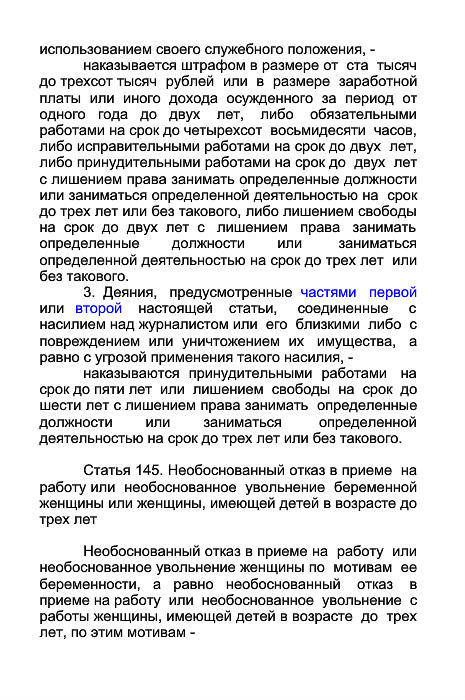 использованием своего служебного положения, -
наказывается штрафом в размере от ста тысяч
до трехсот тысяч рублей или в размере заработной
платы или иного дохода осужденного за период от
одного года до двух лет, либо обязательными
работами на срок до четырехсот восьмидесяти часов,
либо исправительными работами на срок до двух лет,
либо принудительными работами на срок до двух лет
с лишением права занимать определенные должности
или заниматься определенной деятельностью на срок
до трех лет или без такового, либо лишением свободы
на срок до двух лет с лишением права занимать
определенные должности или заниматься
определенной деятельностью на срок до трех лет или
без такового.
3. Деяния, предусмотренные частями первой
или второй настоящей статьи, соединенные с
насилием над журналистом или его близкими либо с
повреждением или уничтожением их имущества, а
равно с угрозой применения такого насилия, -
наказываются принудительными работами на
срок до пяти лет или лишением свободы на срок до
шести лет с лишением права занимать определенные
должности или заниматься определенной
деятельностью на срок до трех лет или без такового.
Статья 145. Необоснованный отказ в приеме на
работу или необоснованное увольнение беременной
женщины или женщины, имеющей детей в возрасте до
трех лет
Необоснованный отказ в приеме на работу или
необоснованное увольнение женщины по мотивам ее
беременности, а равно необоснованный отказ в
приеме на работу или необоснованное увольнение с
работы женщины, имеющей детей в возрасте до трех
лет, по этим мотивам -